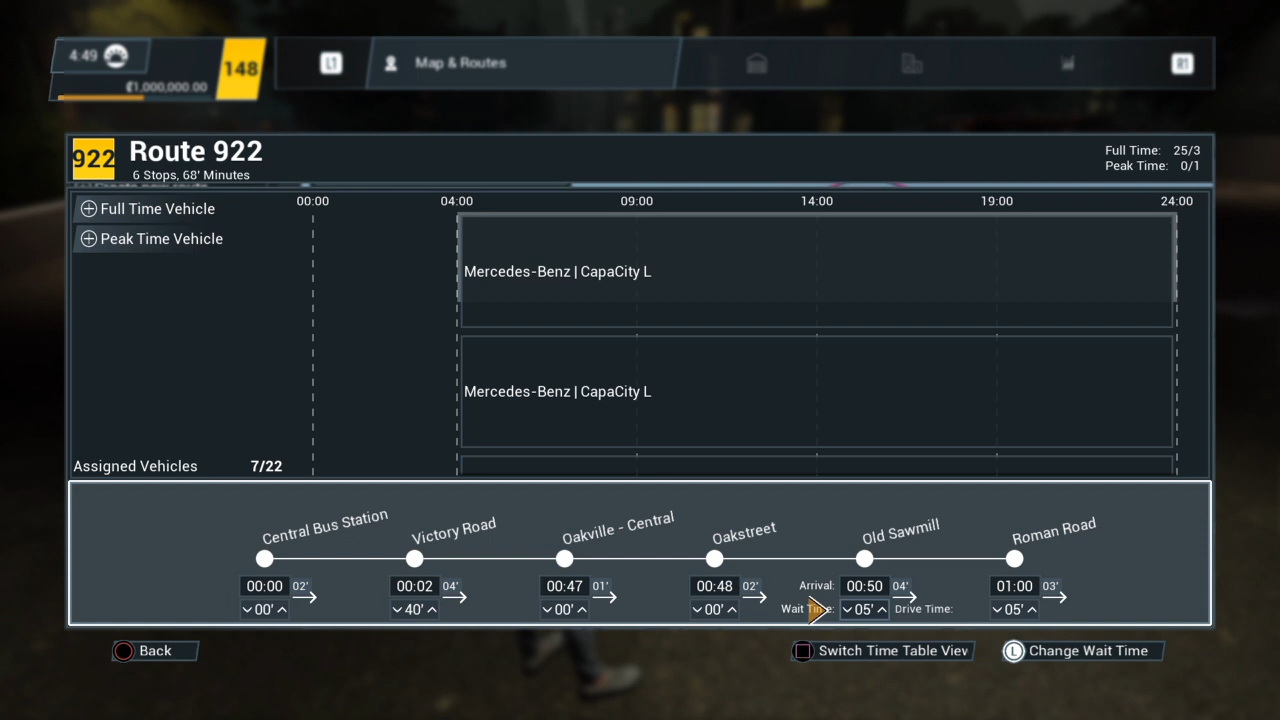 4:49
₡1,000,000.00
148
L1
Map & Routes
R1
922
Route 922
6 Stops, 68' Minutes
Full Time: 25/3
Peak Time: 0/1
Full Time Vehicle
Peak Time Vehicle
00:00 04:00 09:00 14:00 19:00 24:00
Mercedes-Benz | CapaCity L
Mercedes-Benz | CapaCity L
Assigned Vehicles 7/22
Central Bus Station
Victory Road
Oakville - Central
Oakstreet
Old Sawmill
Roman Road
00:00 02' 00:02 04' 00:47 01' 00:48 02' Arrival: 00:50 04' 01:00 03'
00' 40' 00' 00' Wait Time: 05' Drive Time: 05'
Back
Switch Time Table View
L Change Wait Time